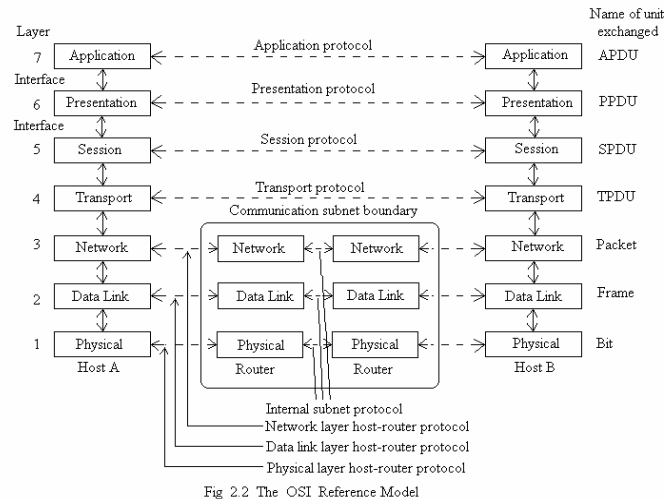 Name of unit
exchanged
Layer
7 Application Application protocol Application APDU
Interface
6 Presentation Presentation protocol Presentation PPDU
Interface
5 Session Session protocol Session SPDU
4 Transport Transport protocol Transport TPDU
Communication subnet boundary
3 Network Network Network Network Packet
2 Data Link Data Link Data Link Data Link Frame
1 Physical Physical Physical Physical Bit
Host A Router Router Host B
Internal subnet protocol
Network layer host-router protocol
Data link layer host-router protocol
Physical layer host-router protocol
Fig 2.2 The OSI Reference Model